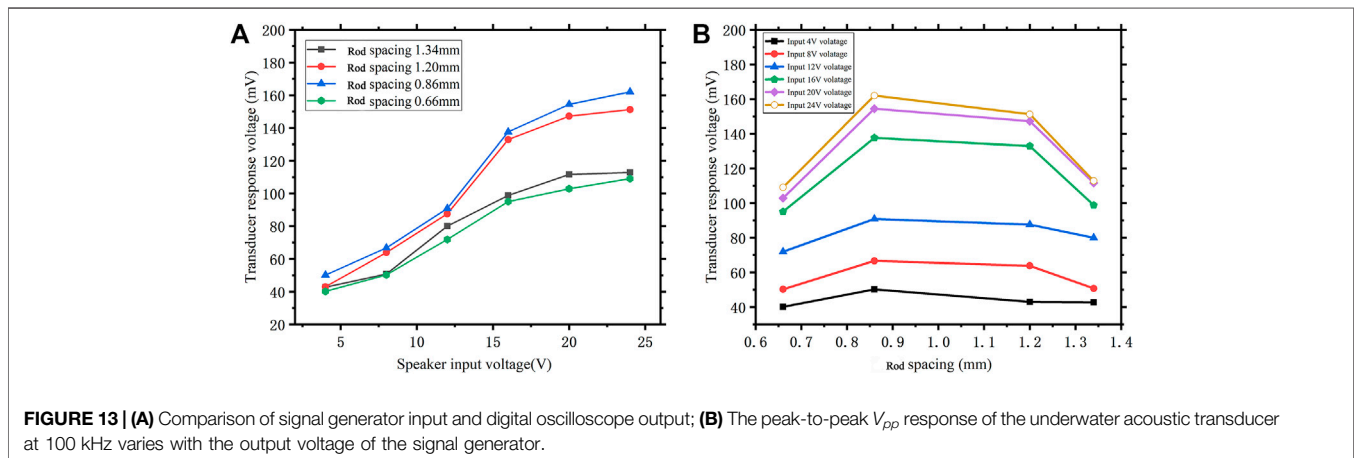 A
Rod spacing 1.34mm
Rod spacing 1.20mm
Rod spacing 0.86mm
Rod spacing 0.66mm
Transducer response voltage (mV)
200
180
160
140
120
100
80
60
40
20
5
10
15
20
25
Speaker input voltage(V)
B
Input 4V volatage
Input 8V volatage
Input 12V volatage
Input 16V volatage
Input 20V volatage
Input 24V volatage
Transducer response voltage (mV)
200
180
160
140
120
100
80
60
40
0.6
0.7
0.8
0.9
1.0
1.1
1.2
1.3
1.4
Rod spacing (mm)
FIGURE 13 | (A) Comparison of signal generator input and digital oscilloscope output; (B) The peak-to-peak Vpp response of the underwater acoustic transducer
at 100 kHz varies with the output voltage of the signal generator.